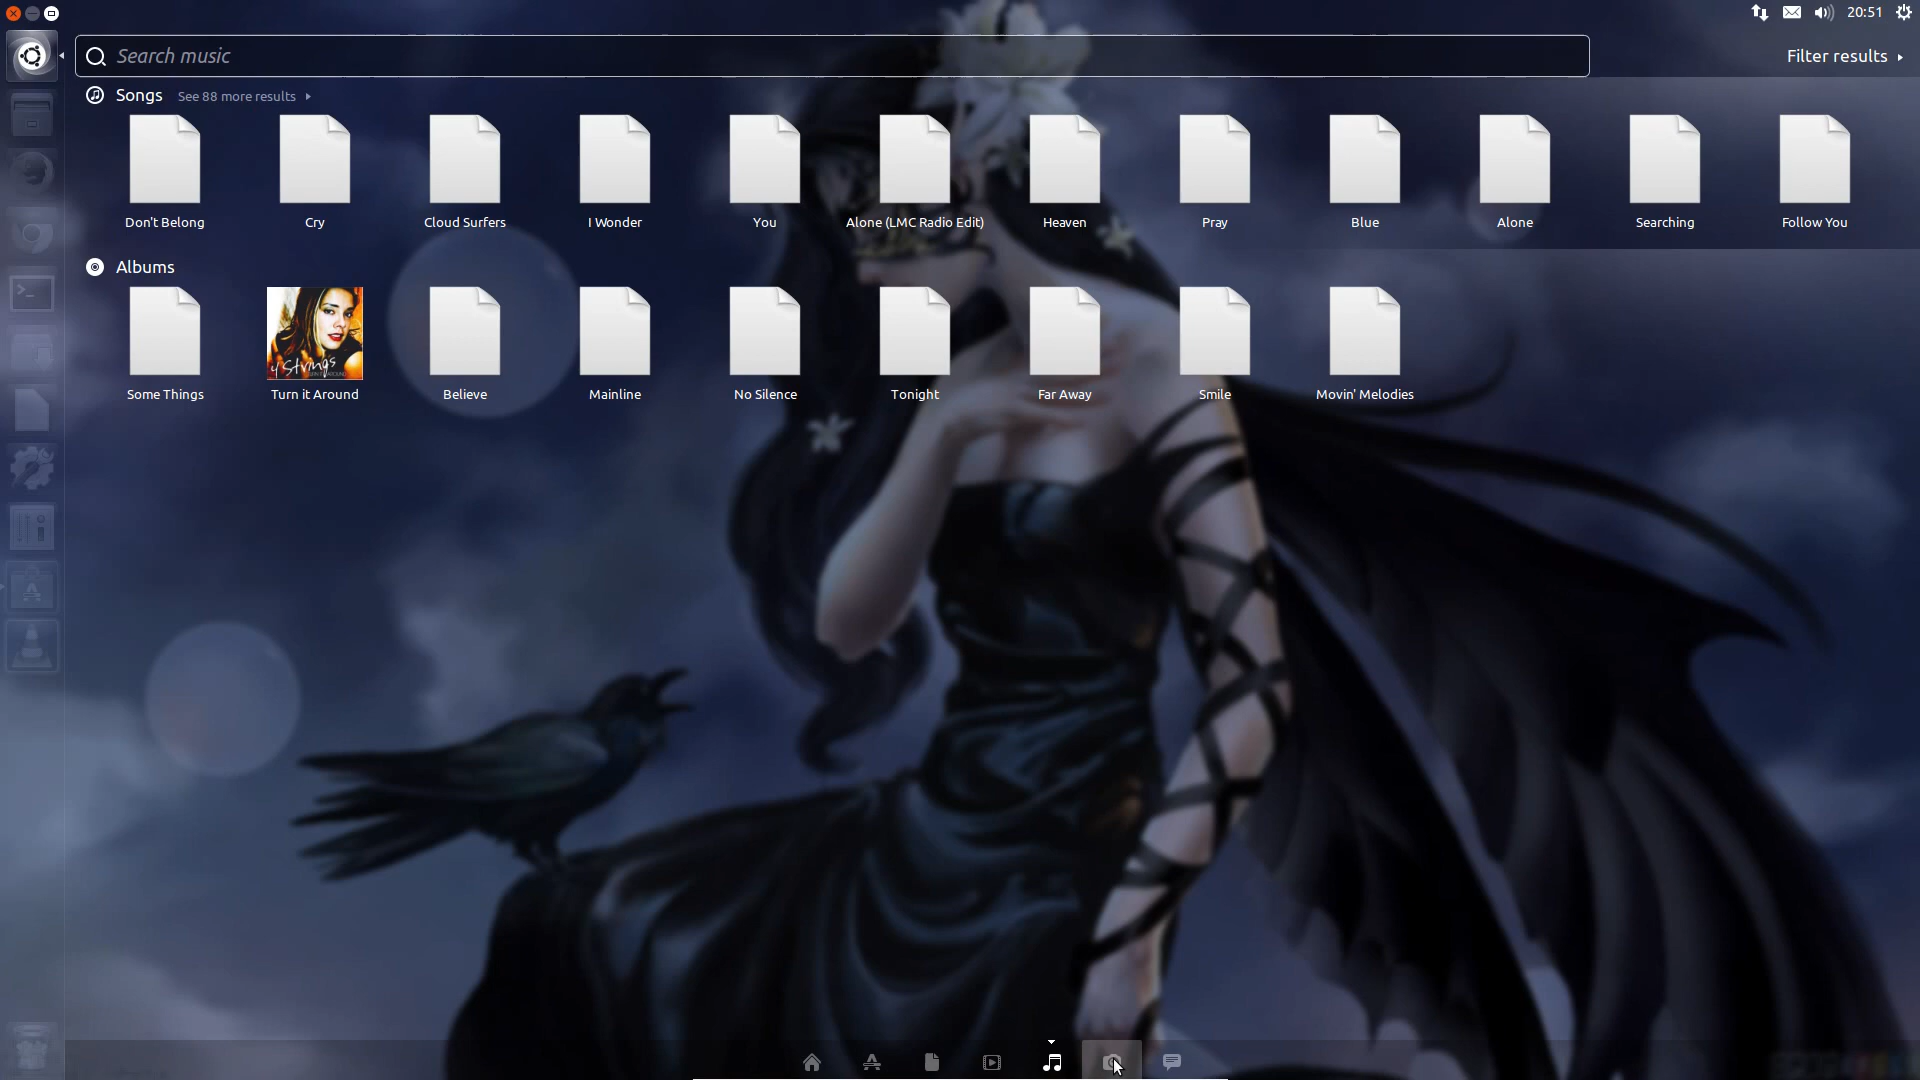 20:51
Search music
Filter results
Songs See 88 more results
Don't Belong Cry Cloud Surfers I Wonder You Alone (LMC Radio Edit) Heaven Pray Blue Alone Searching Follow You
Albums
4 Strings
Some Things Turn it Around Believe Mainline No Silence Tonight Far Away Smile Movin' Melodies